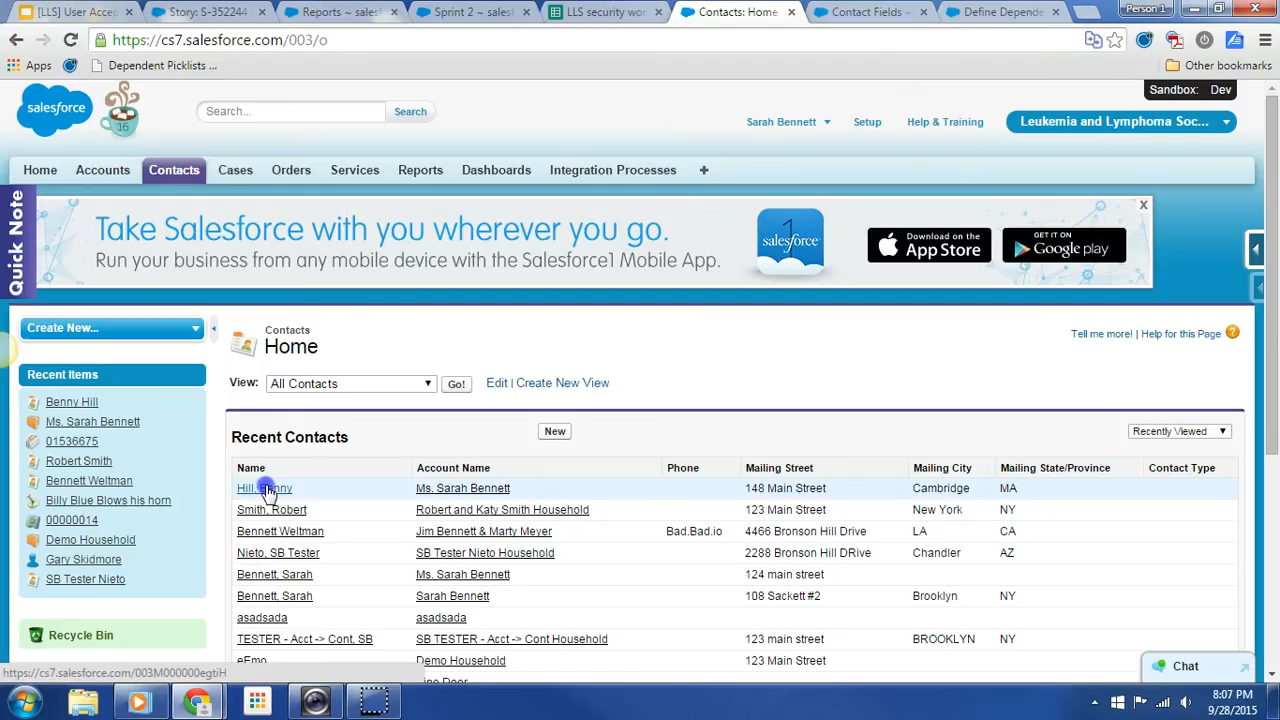 [LLS] User Accep
Story: S-352244
Reports ~ salesf
Sprint 2 ~ salesf
LLS security wor
Contacts: Home
Contact Fields ~
Define Depende
Person 1
https://cs7.salesforce.com/003/o
Apps
Dependent Picklists ...
Other bookmarks
Sandbox: Dev
salesforce
16
Search...
Search
Sarah Bennett
Setup
Help & Training
Leukemia and Lymphoma Soc...
Home
Accounts
Contacts
Cases
Orders
Services
Reports
Dashboards
Integration Processes
Quick Note
Take Salesforce with you wherever you go.
Run your business from any mobile device with the Salesforce1 Mobile App.
1
salesforce
Download on the
App Store
GET IT ON
Google play
X
Create New...
Contacts
Home
Tell me more! | Help for this Page
Recent Items
View: All Contacts Go! Edit | Create New View
Benny Hill
Ms. Sarah Bennett
01536675
Robert Smith
Bennett Weltman
Billy Blue Blows his horn
00000014
Demo Household
Gary Skidmore
SB Tester Nieto
Recycle Bin
Recent Contacts New Recently Viewed
Name Account Name Phone Mailing Street Mailing City Mailing State/Province Contact Type
Hill, Benny Ms. Sarah Bennett 148 Main Street Cambridge MA
Smith, Robert Robert and Katy Smith Household 123 Main Street New York NY
Bennett Weltman Jim Bennett & Marty Meyer Bad.Bad.io 4466 Bronson Hill Drive LA CA
Nieto, SB Tester SB Tester Nieto Household 2288 Bronson Hill DRive Chandler AZ
Bennett, Sarah Ms. Sarah Bennett 124 main street
Bennett, Sarah Sarah Bennett 108 Sackett #2 Brooklyn NY
asadsada asadsada
TESTER - Acct -> Cont, SB SB TESTER - Acct -> Cont Household 123 main street BROOKLYN NY
eEmo Demo Household 123 Main Street
https://cs7.salesforce.com/003M000000egtiH
Chat
8:07 PM
9/28/2015